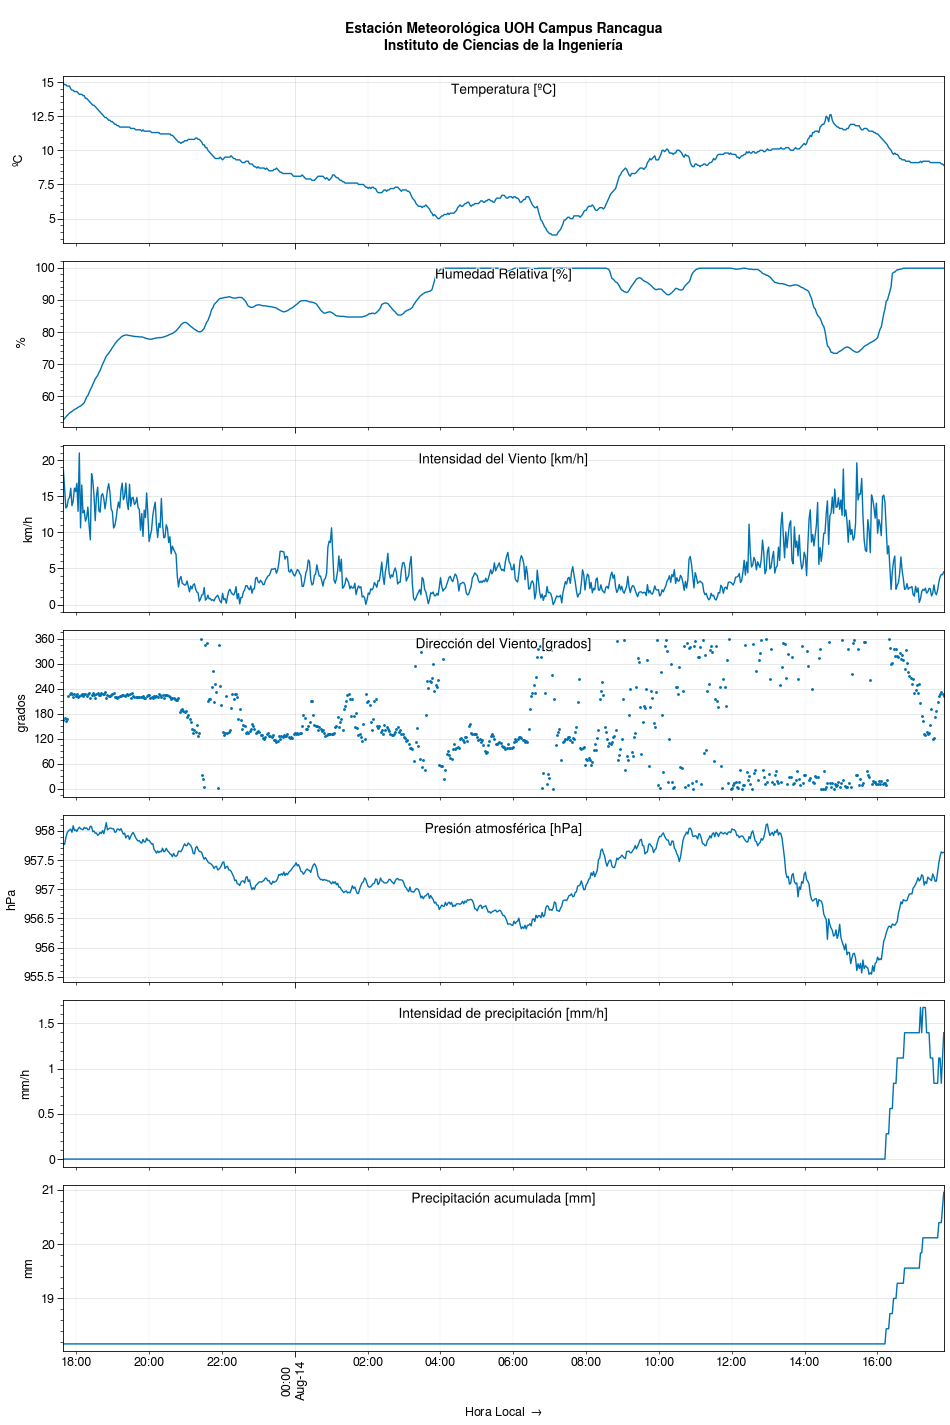 Estación Meteorológica UOH Campus Rancagua
Instituto de Ciencias de la Ingeniería
Temperatura [ºC]
ºC
15
12.5
10
7.5
5
Humedad Relativa [%]
%
100
90
80
70
60
Intensidad del Viento [km/h]
km/h
20
15
10
5
0
Dirección del Viento [grados]
grados
360
300
240
180
120
60
0
Presión atmosférica [hPa]
hPa
958
957.5
957
956.5
956
955.5
Intensidad de precipitación [mm/h]
mm/h
1.5
1
0.5
0
Precipitación acumulada [mm]
mm
21
20
19
18:00 20:00 22:00 00:00 02:00 04:00 06:00 08:00 10:00 12:00 14:00 16:00
Aug-14
Hora Local →